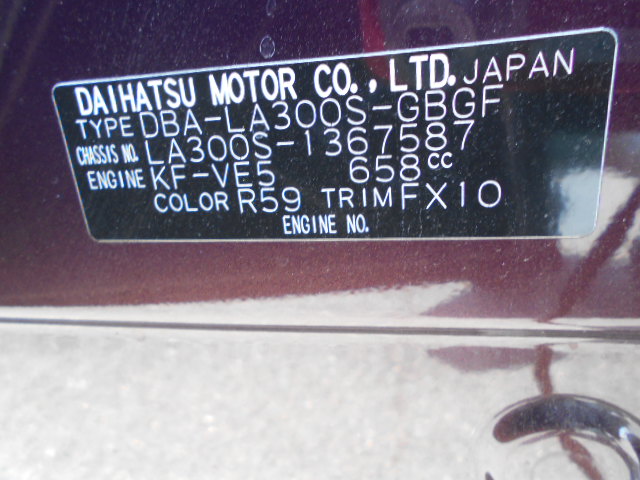 DAIHATSU MOTOR CO., LTD. JAPAN
TYPE DBA-LA300S-GBGF
CHASSIS NO. LA300S-1367587
ENGINE KF-VE5 658cc
COLOR R59 TRIM FX10
ENGINE NO.